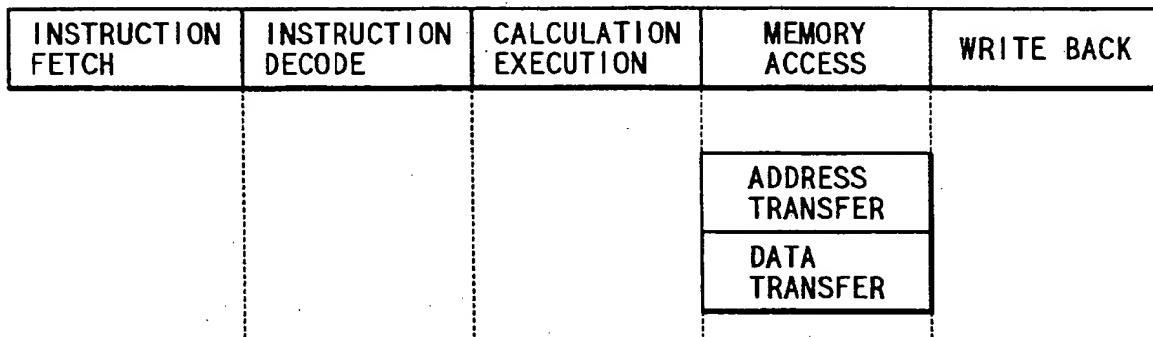 INSTRUCTION FETCH
INSTRUCTION DECODE
CALCULATION EXECUTION
MEMORY ACCESS
WRITE BACK
ADDRESS TRANSFER
DATA TRANSFER